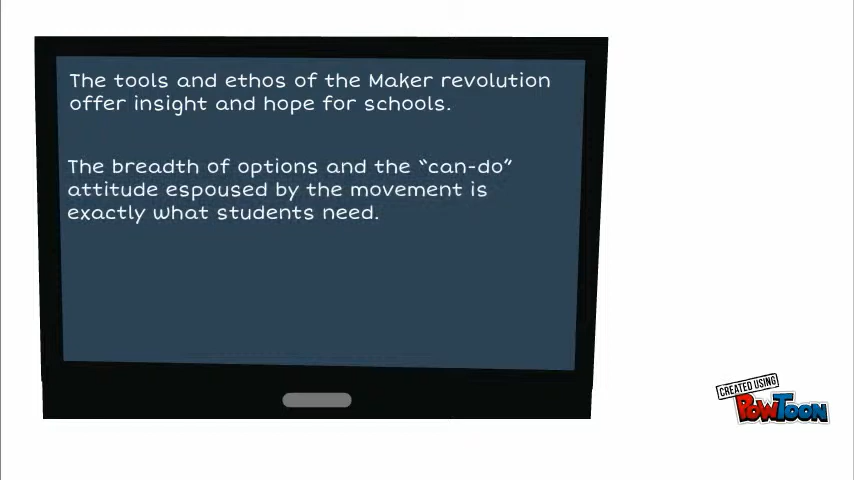 The tools and ethos of the Maker revolution
offer insight and hope for schools.
The breadth of options and the “can-do”
attitude espoused by the movement is
exactly what students need.
CREATED USING
PowToon